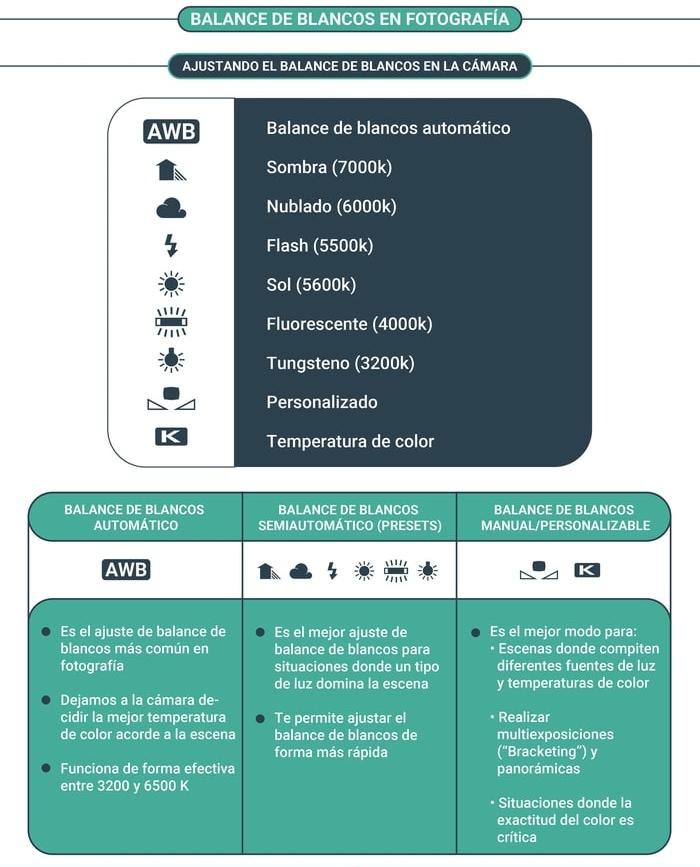 BALANCE DE BLANCOS EN FOTOGRAFÍA
AJUSTANDO EL BALANCE DE BLANCOS EN LA CÁMARA
AWB Balance de blancos automático
Sombra (7000k)
Nublado (6000k)
Flash (5500k)
Sol (5600k)
Fluorescente (4000k)
Tungsteno (3200k)
Personalizado
K Temperatura de color
BALANCE DE BLANCOS
AUTOMÁTICO
AWB
● Es el ajuste de balance de
blancos más común en
fotografía
● Dejamos a la cámara de-
cidir la mejor temperatura
de color acorde a la escena
● Funciona de forma efectiva
entre 3200 y 6500 K
BALANCE DE BLANCOS
SEMIAUTOMÁTICO (PRESETS)
● Es el mejor ajuste de
balance de blancos para
situaciones donde un tipo
de luz domina la escena
● Te permite ajustar el
balance de blancos de
forma más rápida
BALANCE DE BLANCOS
MANUAL/PERSONALIZABLE
K
● Es el mejor modo para:
• Escenas donde compiten
diferentes fuentes de luz
y temperaturas de color
• Realizar
multiexposiciones
("Bracketing") y
panorámicas
• Situaciones donde la
exactitud del color es
crítica